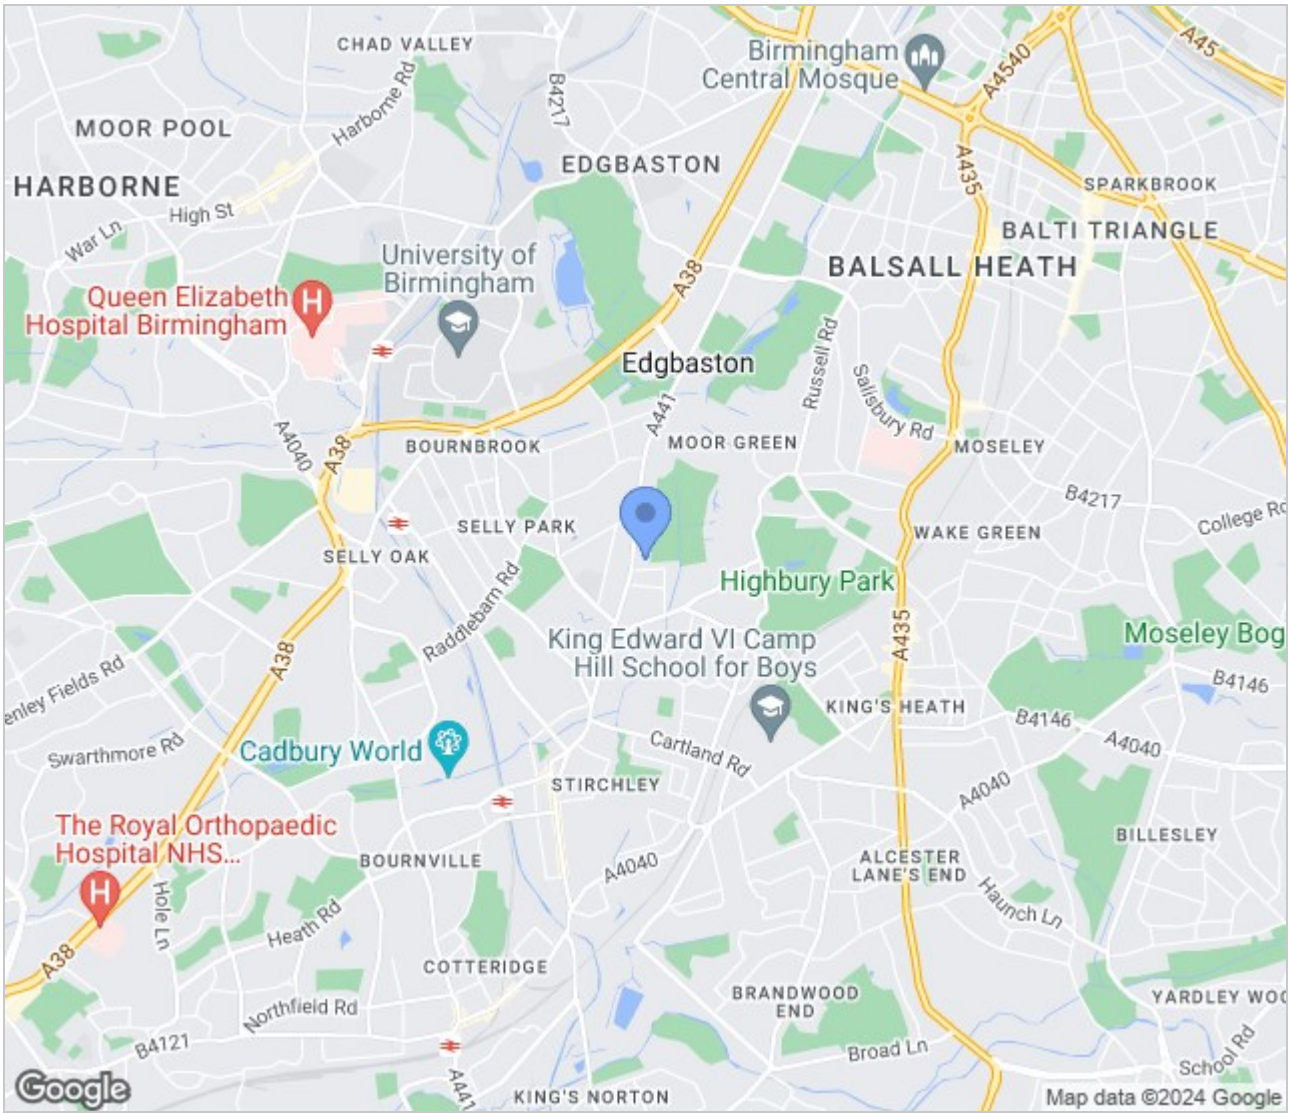 CHAD VALLEY
Harborne Rd
B4217
Birmingham
Central Mosque
A4540
A45
MOOR POOL
EDGBASTON
A435
SPARKBROOK
HARBORNE
High St
War Ln
BALTI TRIANGLE
University of
Birmingham
A38
BALSALL HEATH
Queen Elizabeth
Hospital Birmingham
H
Edgbaston
Russell Rd
Salisbury Rd
A441
A4040
A38
BOURNBROOK
MOOR GREEN
MOSELEY
B4217
College Rd
SELLY PARK
WAKE GREEN
SELLY OAK
Raddlebarn Rd
Highbury Park
King Edward VI Camp
Hill School for Boys
A435
Moseley Bog
A38
enley Fields Rd
B4146
KING'S HEATH
B4146
A4040
Swarthmore Rd
Cadbury World
Cartland Rd
STIRCHLEY
A4040
The Royal Orthopaedic
Hospital NHS...
H
BILLESLEY
BOURNVILLE
A4040
ALCESTER
LANE'S END
Hole Ln
Heath Rd
Haunch Ln
A38
COTTERIDGE
BRANDWOOD
END
YARDLEY WOO
Northfield Rd
B4121
Broad Ln
School Rd
A441
KING'S NORTON
Google
Map data ©2024 Google